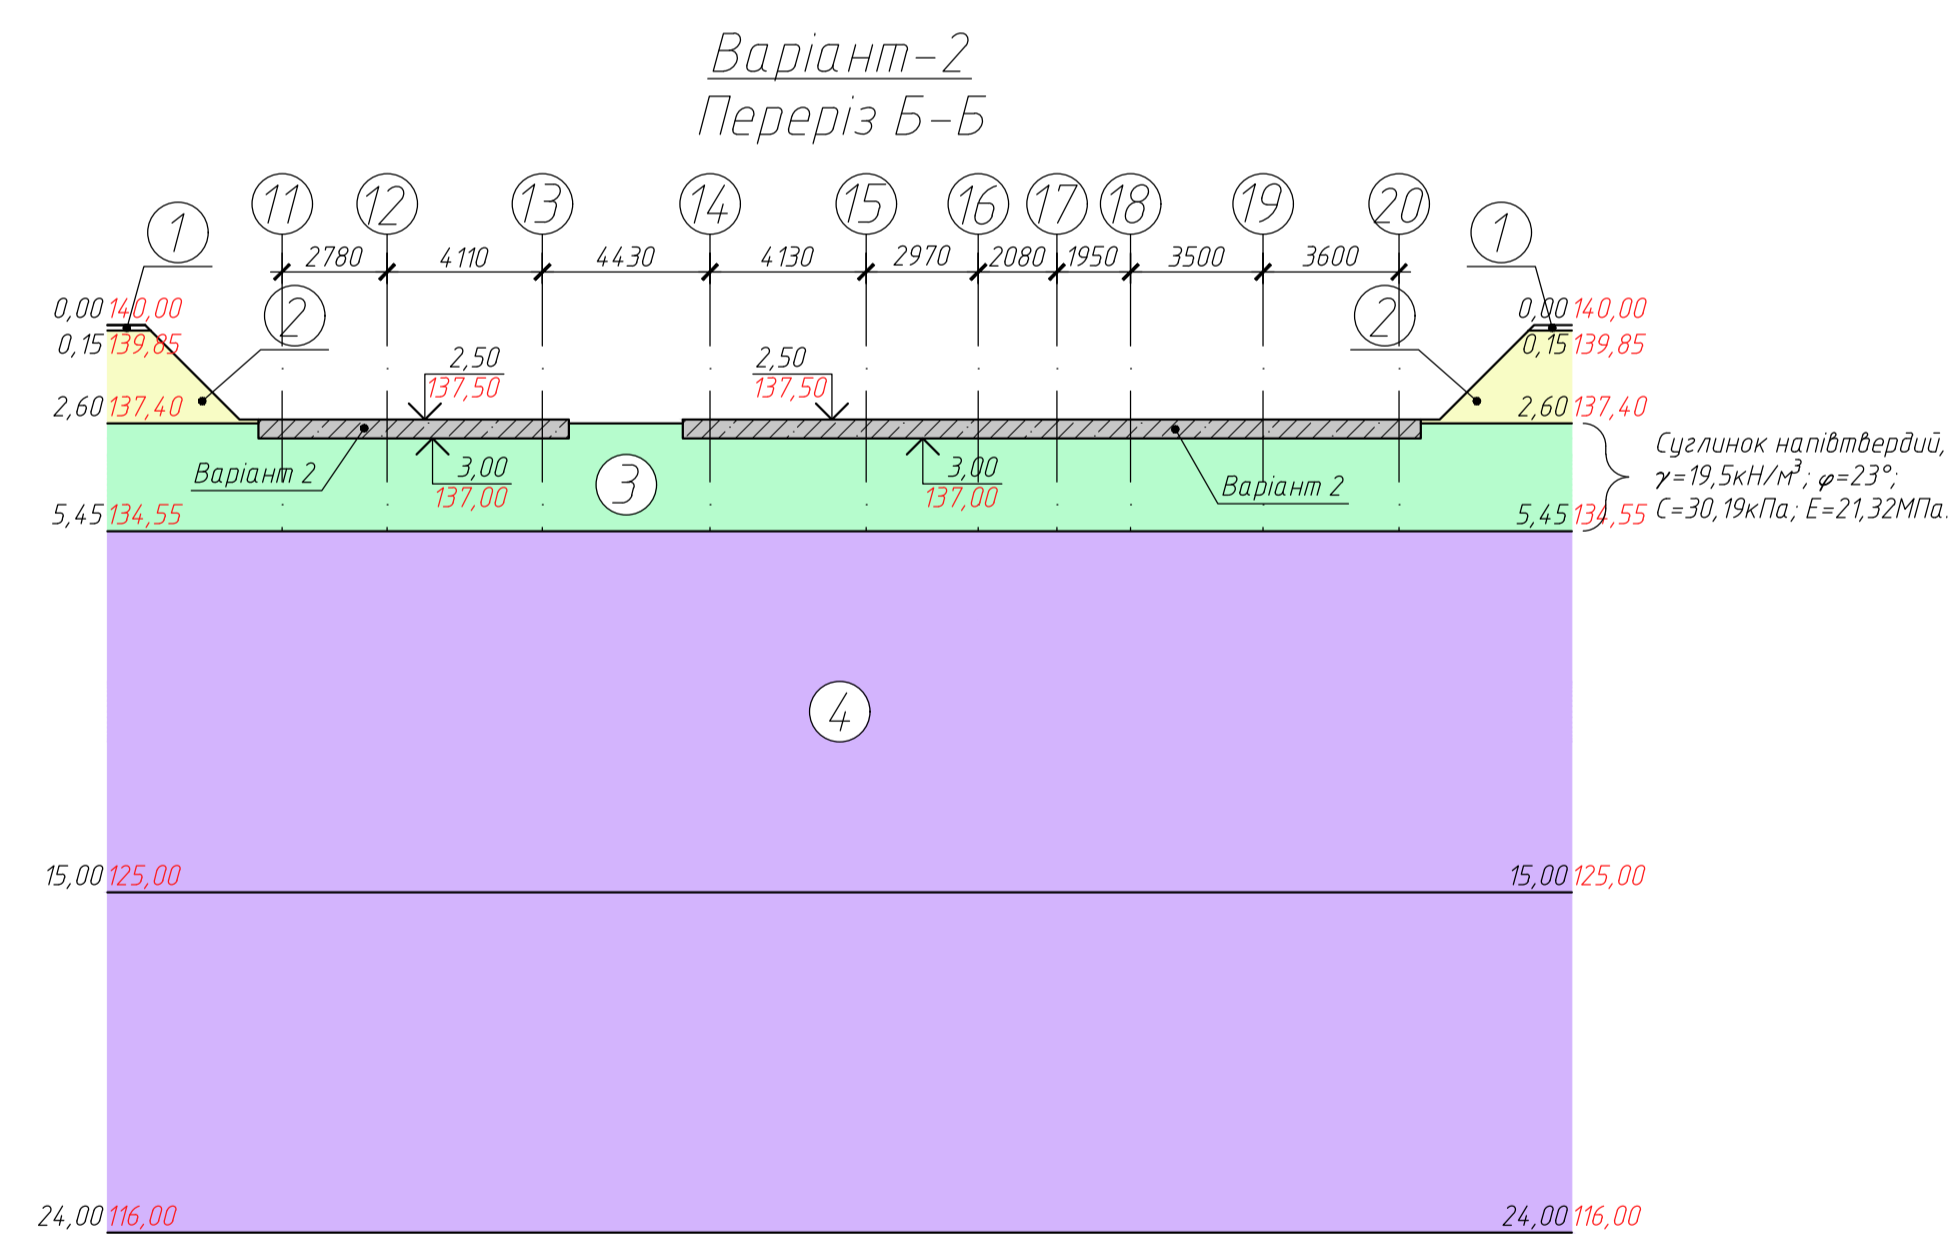 Варіант-2
Переріз Б-Б
11 12 13 14 15 16 17 18 19 20
1 1
2780 4110 4430 4130 2970 2080 1950 3500 3600
0,00 140,00 0,00 140,00
2 2
0,15 139,85 0,15 139,85
2,50 2,50
137,50 137,50
2,60 137,40 2,60 137,40
Суглинок напівтвердий,
γ=19,5кН/м³; φ=23°;
С=30,19кПа; Е=21,32МПа.
Варіант 2 3,00 3 3,00 Варіант 2
137,00 137,00
5,45 134,55 5,45 134,55
4
15,00 125,00 15,00 125,00
24,00 116,00 24,00 116,00